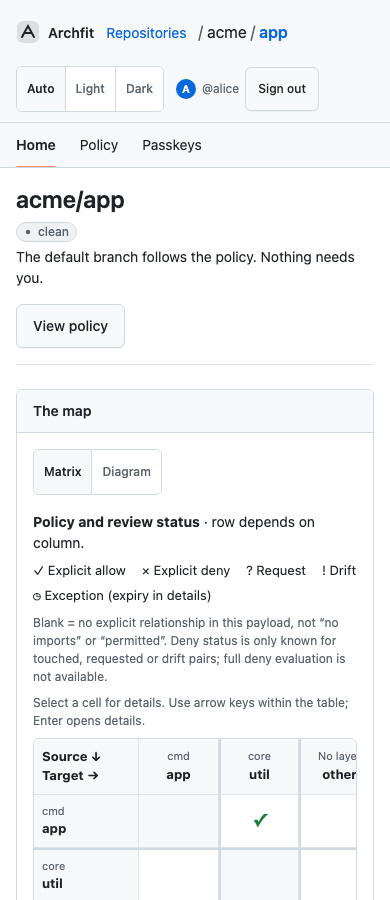 Archfit Repositories / acme / app
Auto Light Dark A @alice Sign out
Home Policy Passkeys
acme/app
• clean
The default branch follows the policy. Nothing needs
you.
View policy
The map
Matrix Diagram
Policy and review status · row depends on
column.
✓ Explicit allow × Explicit deny ? Request ! Drift
◷ Exception (expiry in details)
Blank = no explicit relationship in this payload, not “no
imports” or “permitted”. Deny status is only known for
touched, requested or drift pairs; full deny evaluation is
not available.
Select a cell for details. Use arrow keys within the table;
Enter opens details.
Source ↓ cmd core No laye
Target → app util other
cmd
app ✓
core
util